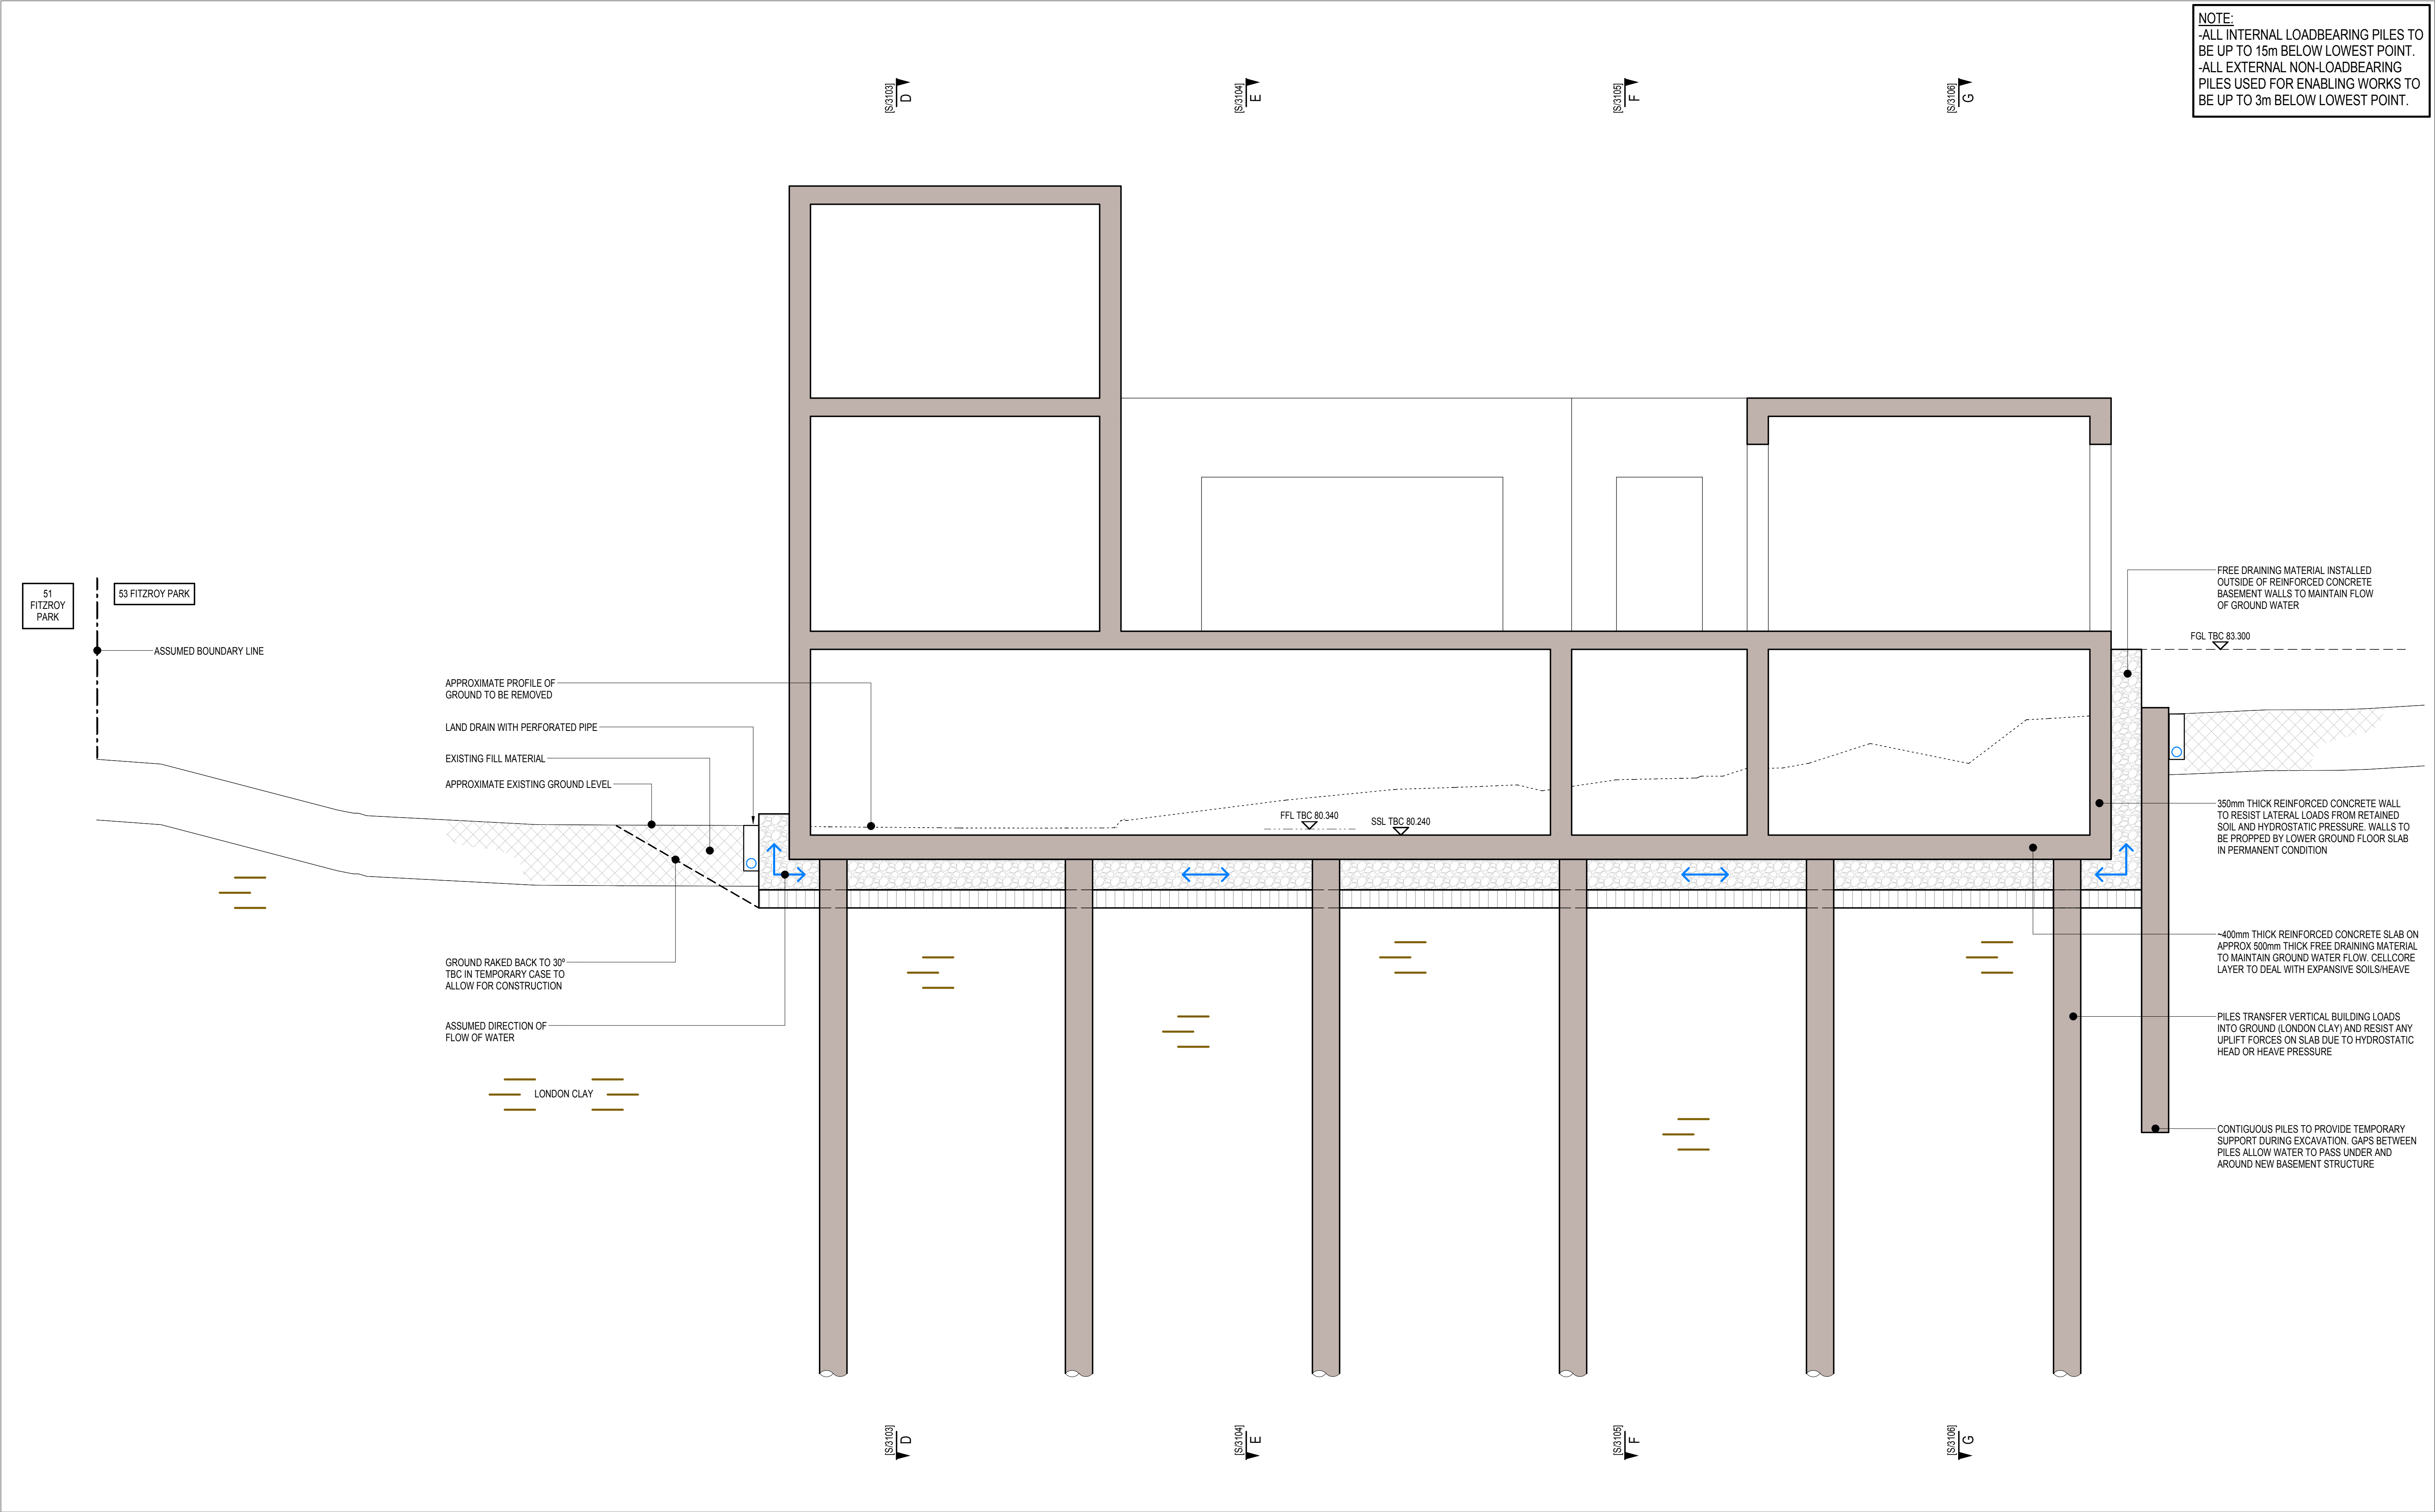 NOTE:
-ALL INTERNAL LOADBEARING PILES TO
BE UP TO 15m BELOW LOWEST POINT.
-ALL EXTERNAL NON-LOADBEARING
PILES USED FOR ENABLING WORKS TO
BE UP TO 3m BELOW LOWEST POINT.
[S/3103]
D
[S/3104]
E
[S/3105]
F
[S/3106]
G
51
FITZROY
PARK
53 FITZROY PARK
ASSUMED BOUNDARY LINE
APPROXIMATE PROFILE OF
GROUND TO BE REMOVED
LAND DRAIN WITH PERFORATED PIPE
EXISTING FILL MATERIAL
APPROXIMATE EXISTING GROUND LEVEL
GROUND RAKED BACK TO 30º
TBC IN TEMPORARY CASE TO
ALLOW FOR CONSTRUCTION
ASSUMED DIRECTION OF
FLOW OF WATER
LONDON CLAY
FFL TBC 80.340
SSL TBC 80.240
FREE DRAINING MATERIAL INSTALLED
OUTSIDE OF REINFORCED CONCRETE
BASEMENT WALLS TO MAINTAIN FLOW
OF GROUND WATER
FGL TBC 83.300
350mm THICK REINFORCED CONCRETE WALL
TO RESIST LATERAL LOADS FROM RETAINED
SOIL AND HYDROSTATIC PRESSURE. WALLS TO
BE PROPPED BY LOWER GROUND FLOOR SLAB
IN PERMANENT CONDITION
~400mm THICK REINFORCED CONCRETE SLAB ON
APPROX 500mm THICK FREE DRAINING MATERIAL
TO MAINTAIN GROUND WATER FLOW. CELLCORE
LAYER TO DEAL WITH EXPANSIVE SOILS/HEAVE
PILES TRANSFER VERTICAL BUILDING LOADS
INTO GROUND (LONDON CLAY) AND RESIST ANY
UPLIFT FORCES ON SLAB DUE TO HYDROSTATIC
HEAD OR HEAVE PRESSURE
CONTIGUOUS PILES TO PROVIDE TEMPORARY
SUPPORT DURING EXCAVATION. GAPS BETWEEN
PILES ALLOW WATER TO PASS UNDER AND
AROUND NEW BASEMENT STRUCTURE
[S/3103]
D
[S/3104]
E
[S/3105]
F
[S/3106]
G